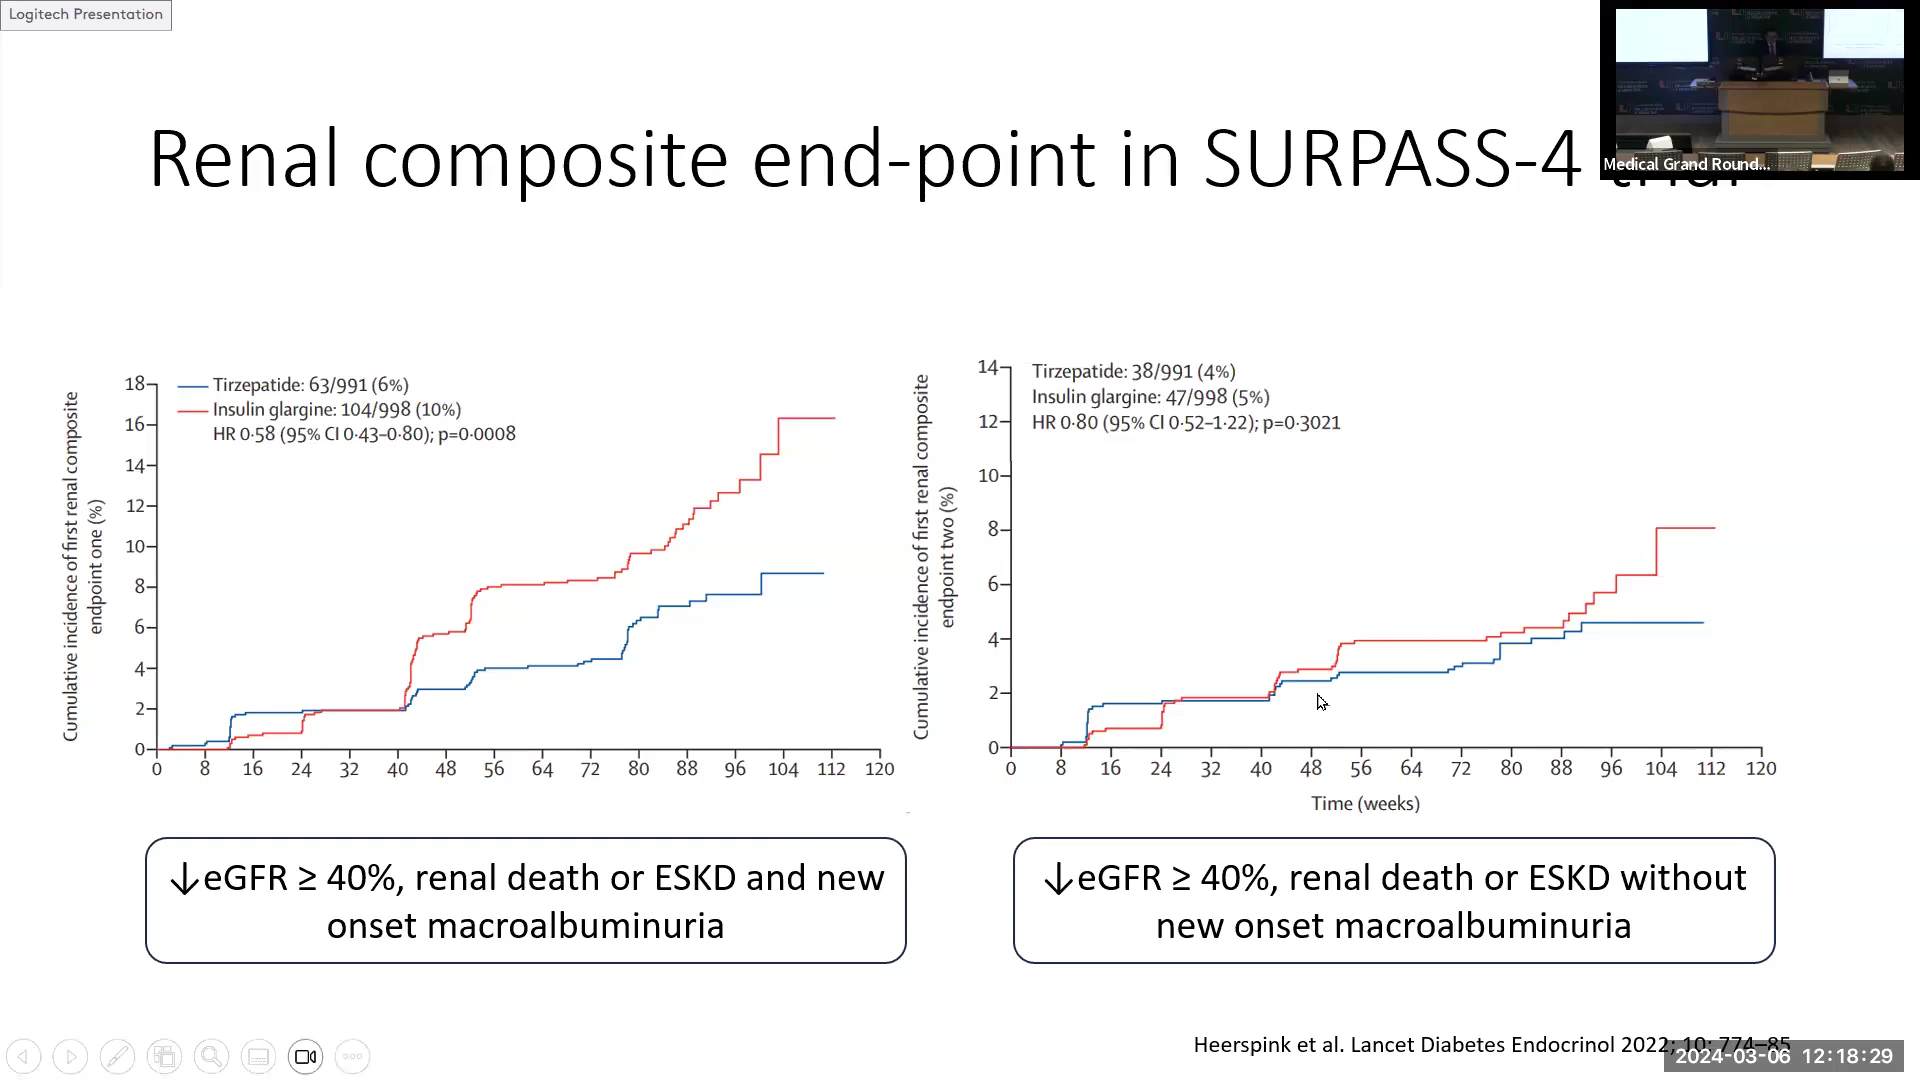 Logitech Presentation
Renal composite end-point in SURPASS-4 trial
Medical Grand Round...
Cumulative incidence of first renal composite
endpoint one (%)
18
16
14
12
10
8
6
4
2
0
Tirzepatide: 63/991 (6%)
Insulin glargine: 104/998 (10%)
HR 0·58 (95% CI 0·43–0·80); p=0·0008
0 8 16 24 32 40 48 56 64 72 80 88 96 104 112 120
Cumulative incidence of first renal composite
endpoint two (%)
14
12
10
8
6
4
2
0
Tirzepatide: 38/991 (4%)
Insulin glargine: 47/998 (5%)
HR 0·80 (95% CI 0·52–1·22); p=0·3021
0 8 16 24 32 40 48 56 64 72 80 88 96 104 112 120
Time (weeks)
↓eGFR ≥ 40%, renal death or ESKD and new
onset macroalbuminuria
↓eGFR ≥ 40%, renal death or ESKD without
new onset macroalbuminuria
Heerspink et al. Lancet Diabetes Endocrinol 2022; 10: 774–85
2024-03-06 12:18:29